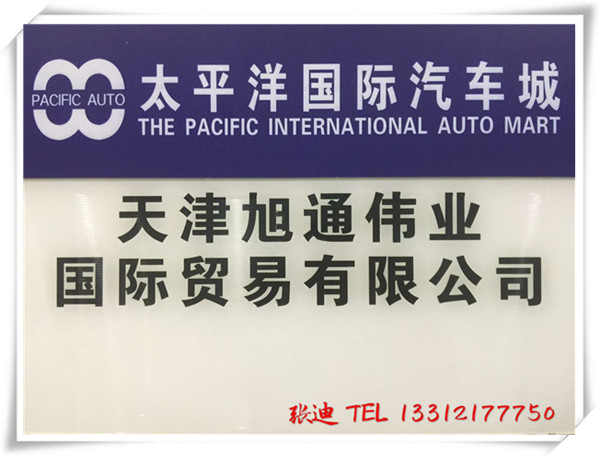 PACIFIC AUTO
太平洋国际汽车城
THE PACIFIC INTERNATIONAL AUTO MART
天津旭通伟业
国际贸易有限公司
张迪 TEL 13312177750